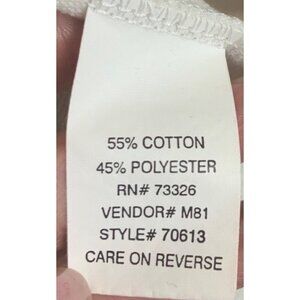 55% COTTON
45% POLYESTER
RN# 73326
VENDOR# M81
STYLE# 70613
CARE ON REVERSE